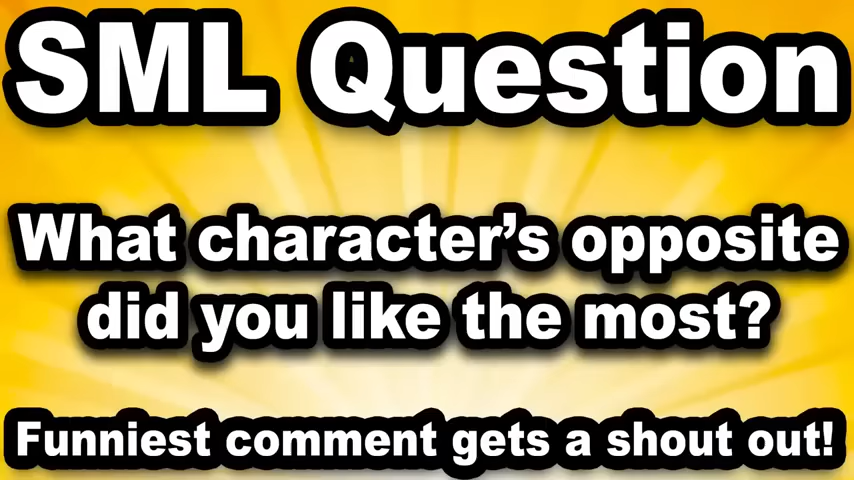 SML Question
What character's opposite
did you like the most?
Funniest comment gets a shout out!